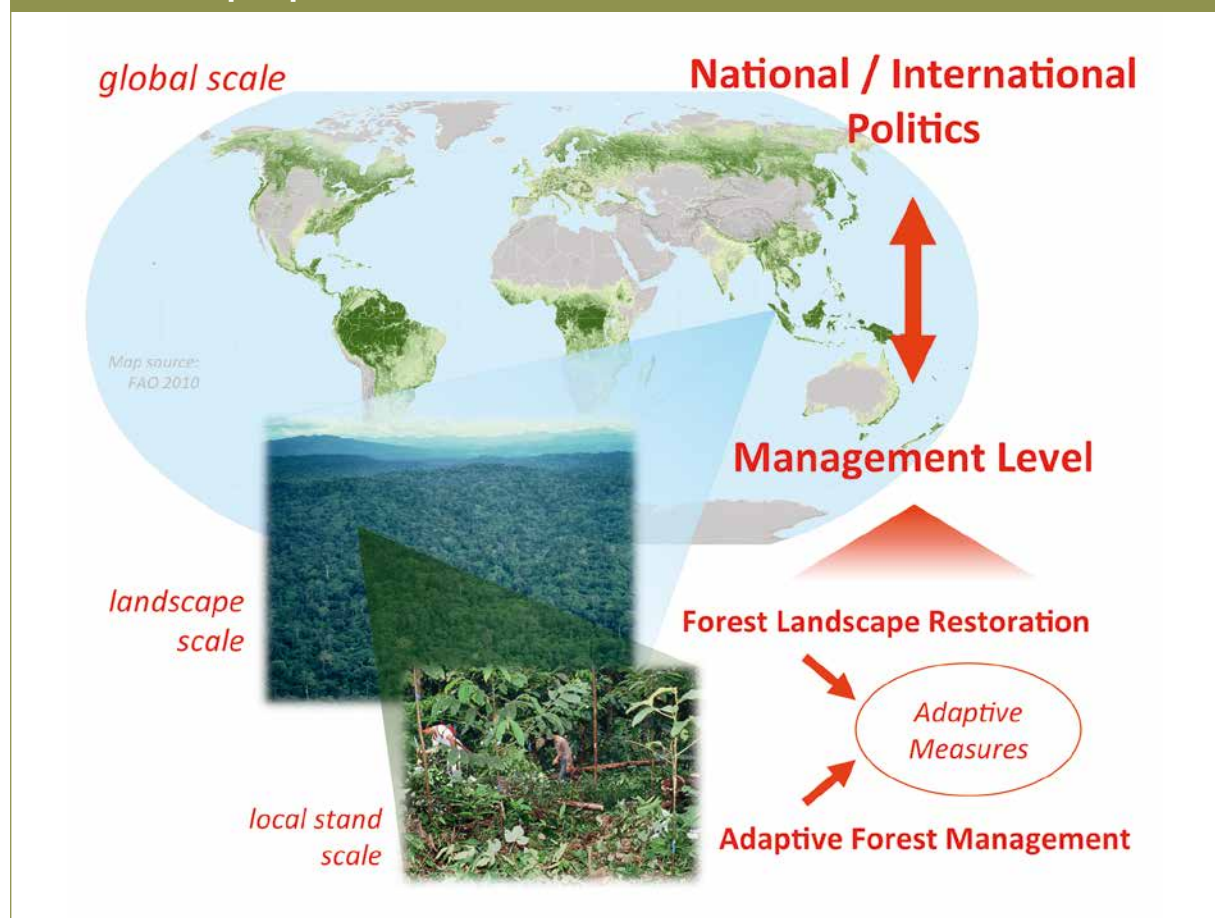 global scale
National / International
Politics
Map source:
FAO 2010
Management Level
landscape
scale
Forest Landscape Restoration
Adaptive
Measures
local stand
scale
Adaptive Forest Management